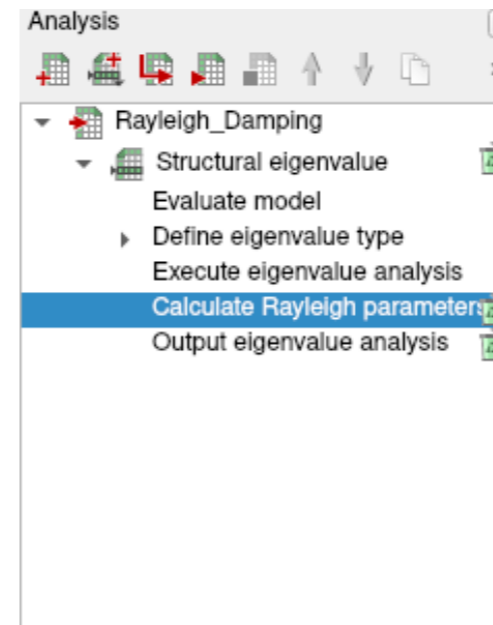 Analysis
Rayleigh_Damping
Structural eigenvalue
Evaluate model
Define eigenvalue type
Execute eigenvalue analysis
Calculate Rayleigh parameters
Output eigenvalue analysis